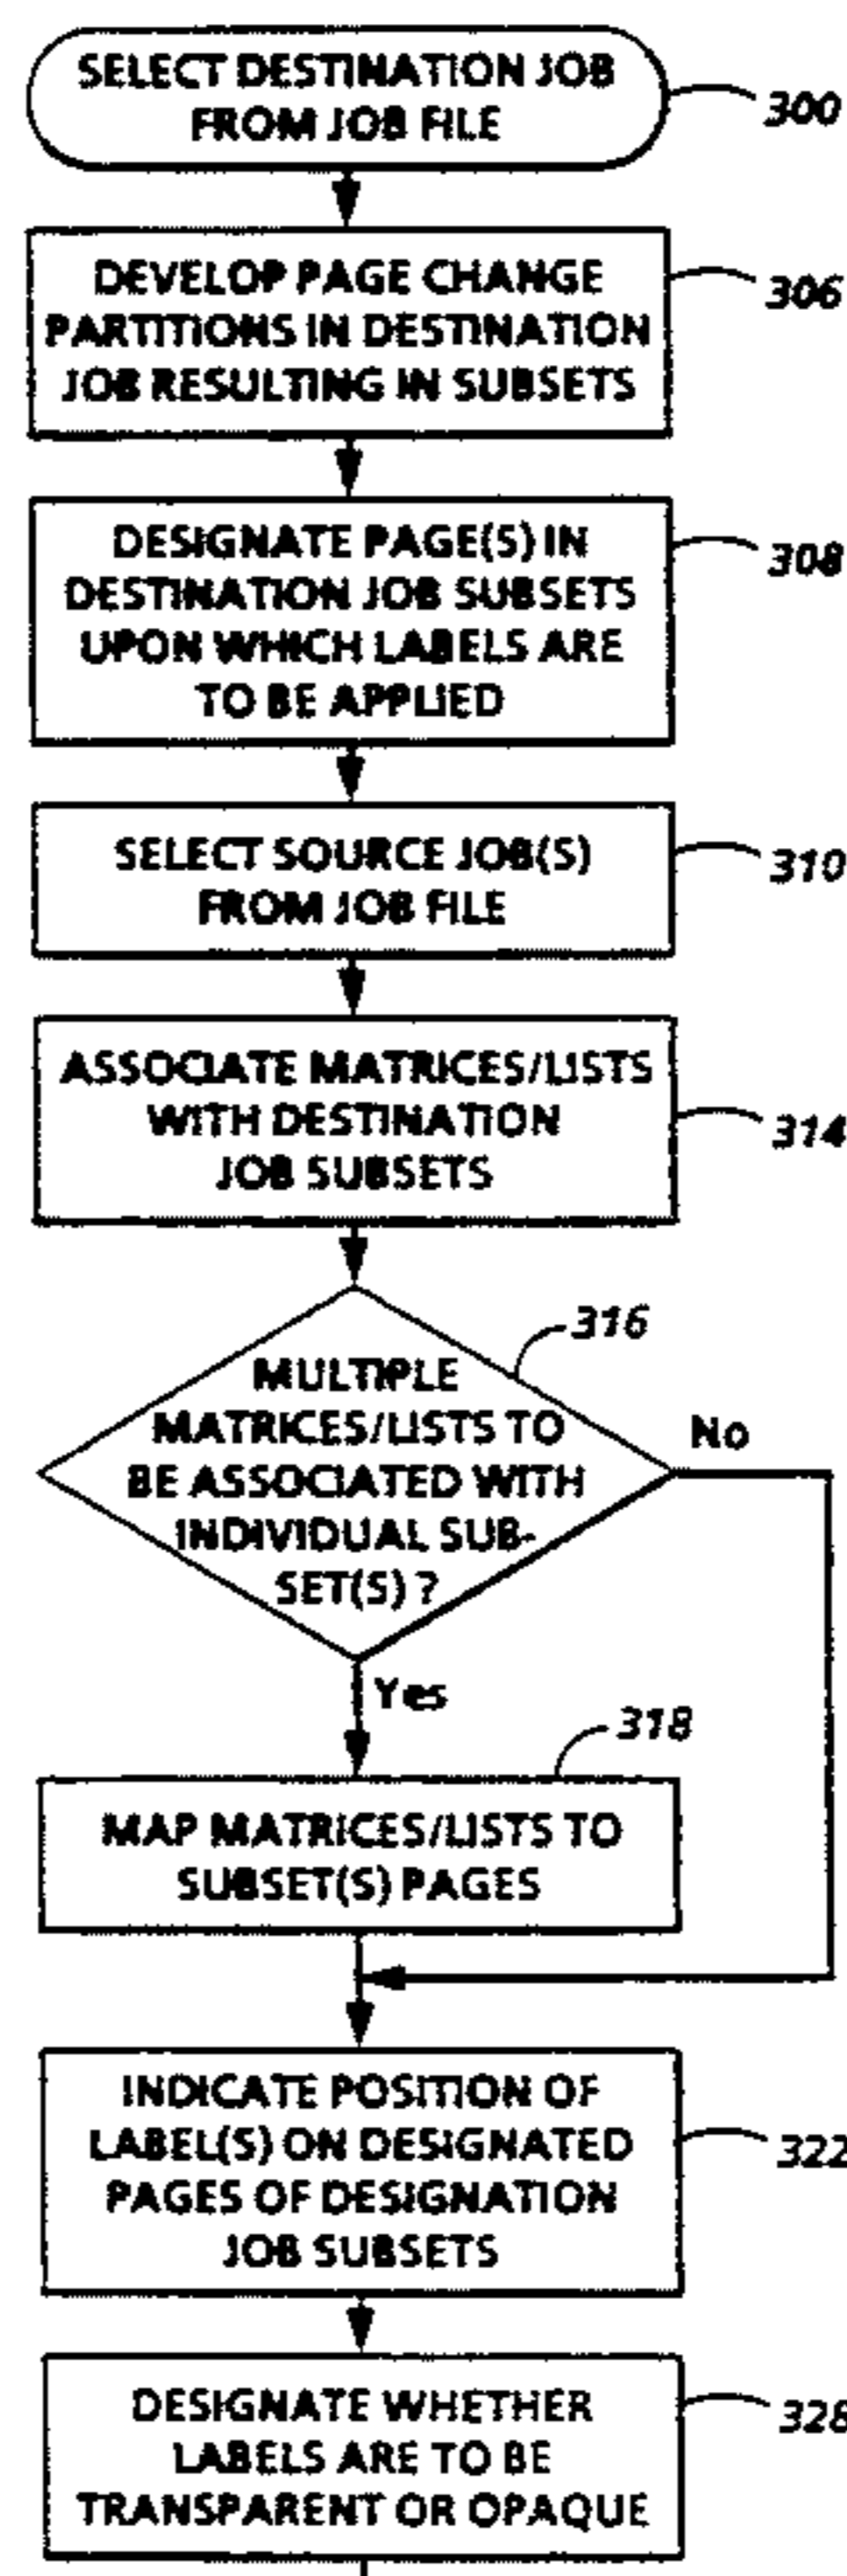 SELECT DESTINATION JOB
FROM JOB FILE
300
DEVELOP PAGE CHANGE
PARTITIONS IN DESTINATION
JOB RESULTING IN SUBSETS
306
DESIGNATE PAGE(S) IN
DESTINATION JOB SUBSETS
UPON WHICH LABELS ARE
TO BE APPLIED
308
SELECT SOURCE JOB(S)
FROM JOB FILE
310
ASSOCIATE MATRICES/LISTS
WITH DESTINATION
JOB SUBSETS
314
316
MULTIPLE
MATRICES/LISTS TO
BE ASSOCIATED WITH
INDIVIDUAL SUB-
SET(S) ?
No
Yes
318
MAP MATRICES/LISTS TO
SUBSET(S) PAGES
INDICATE POSITION OF
LABEL(S) ON DESIGNATED
PAGES OF DESIGNATION
JOB SUBSETS
322
DESIGNATE WHETHER
LABELS ARE TO BE
TRANSPARENT OR OPAQUE
328